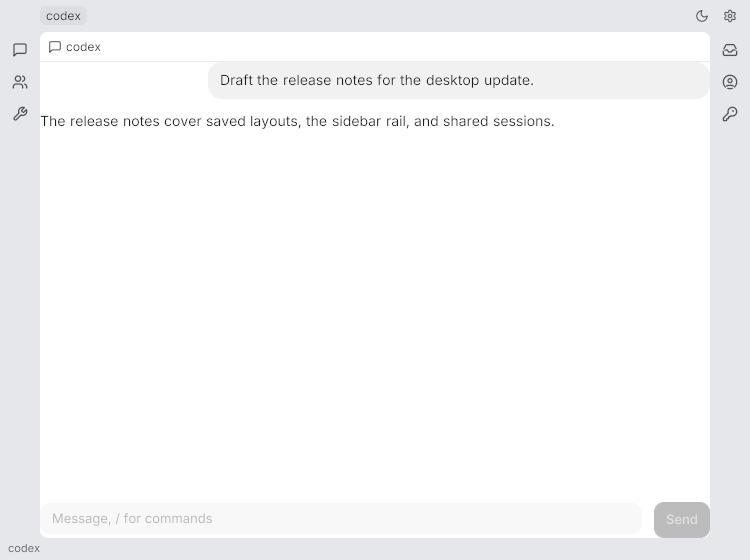 codex
codex
Draft the release notes for the desktop update.
The release notes cover saved layouts, the sidebar rail, and shared sessions.
Message, / for commands
Send
codex